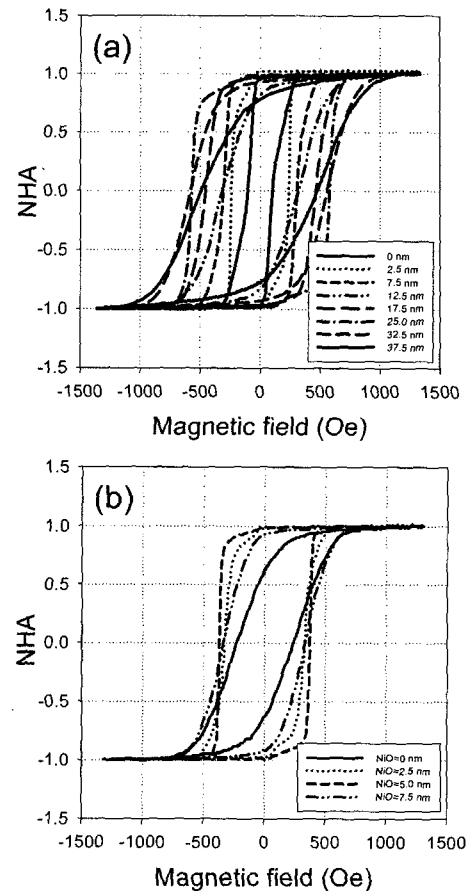 (a)
1.5
1.0
0.5
0.0
-0.5
-1.0
-1.5
NHA
0 nm
2.5 nm
7.5 nm
12.5 nm
17.5 nm
25.0 nm
32.5 nm
37.5 nm
-1500 -1000 -500 0 500 1000 1500
Magnetic field (Oe)
(b)
1.5
1.0
0.5
0.0
-0.5
-1.0
-1.5
NHA
NiO=0 nm
NiO=2.5 nm
NiO=5.0 nm
NiO=7.5 nm
-1500 -1000 -500 0 500 1000 1500
Magnetic field (Oe)